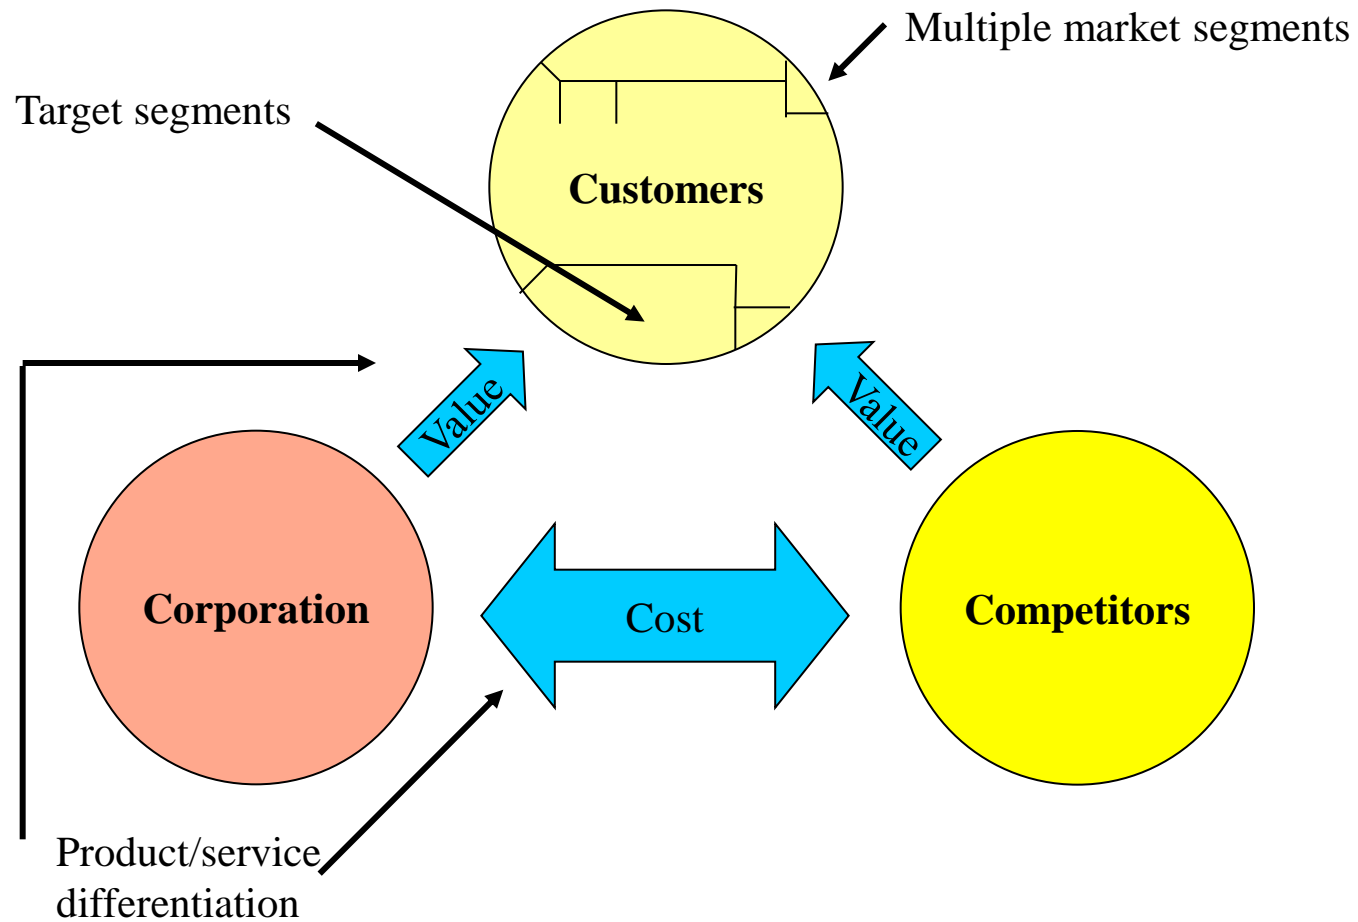 Multiple market segments
Target segments
Customers
Value
Value
Corporation
Cost
Competitors
Product/service
differentiation